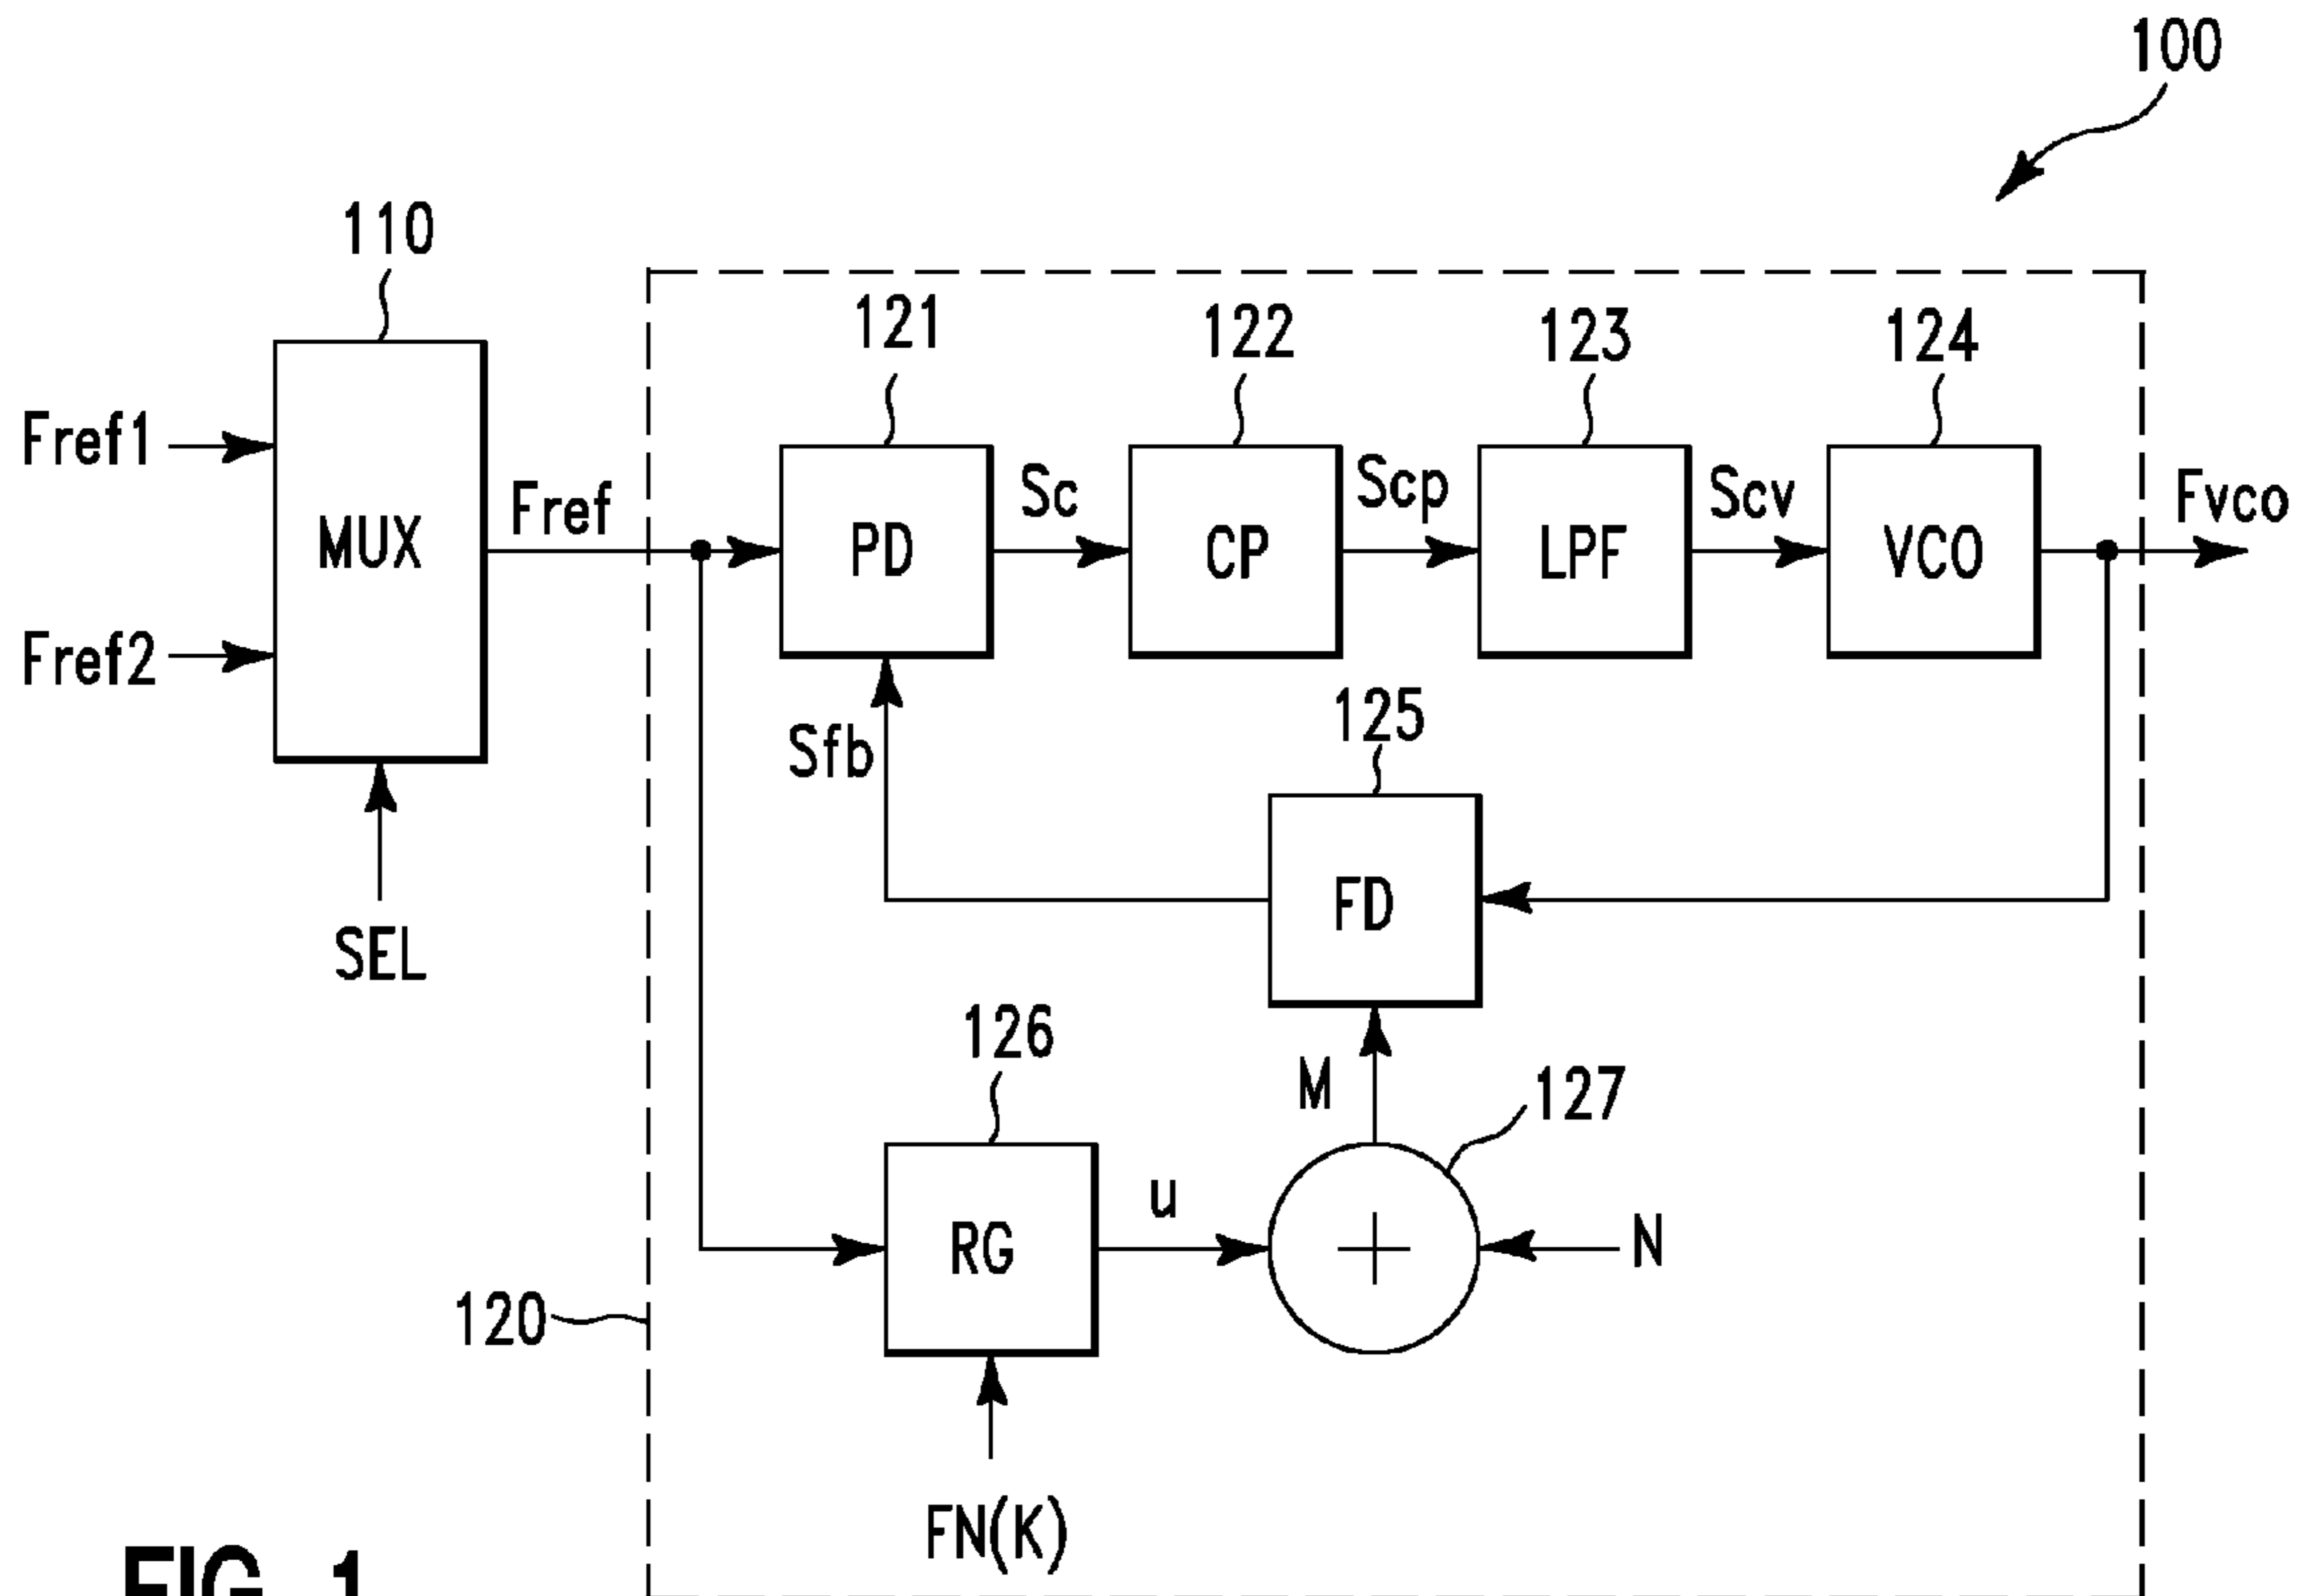 100
110
121
122
123
124
Fref1
Fref
Sc
Scp
Scv
Fvco
MUX
PD
CP
LPF
VCO
Fref2
Sfb
125
FD
SEL
126
M
127
u
RG
N
120
FN(K)
FIG. 1